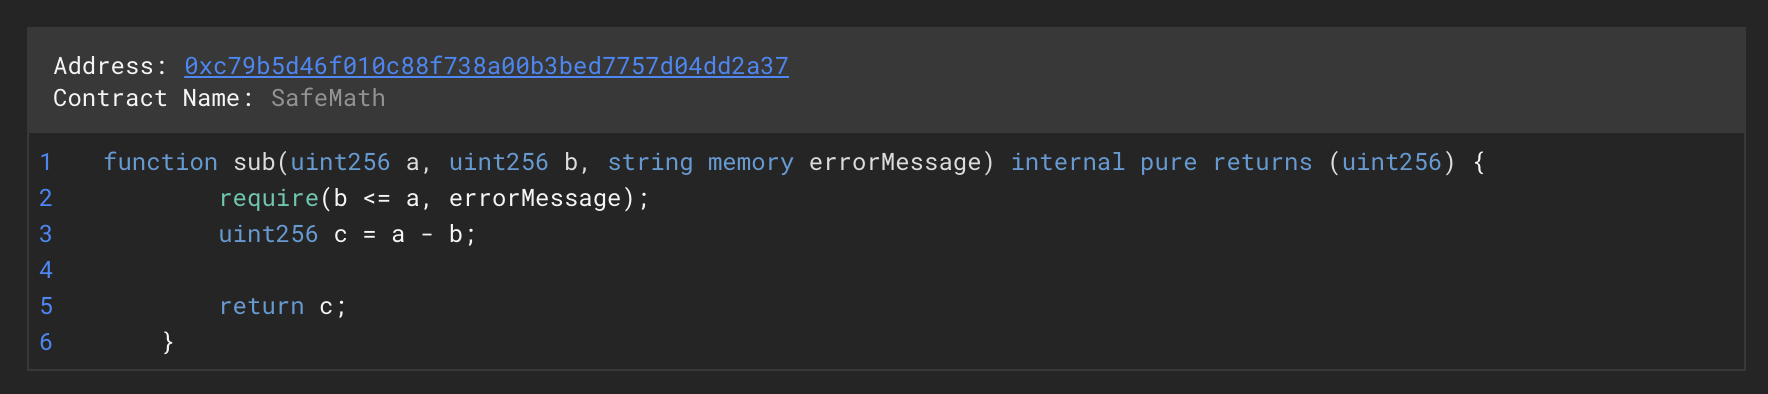 Address: 0xc79b5d46f010c88f738a00b3bed7757d04dd2a37
Contract Name: SafeMath
1 function sub(uint256 a, uint256 b, string memory errorMessage) internal pure returns (uint256) {
2 require(b <= a, errorMessage);
3 uint256 c = a - b;
4
5 return c;
6 }